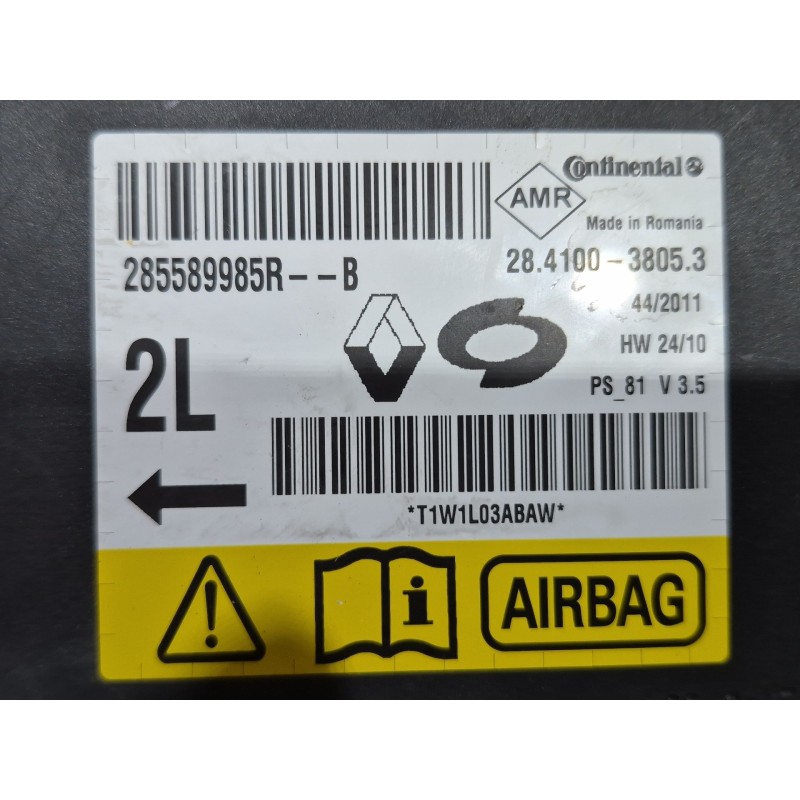 Continental
AMR
Made in Romania
285589985R--B
28.4100-3805.3
44/2011
2L
HW 24/10
PS_81 V 3.5
*T1W1L03ABAW*
i
AIRBAG